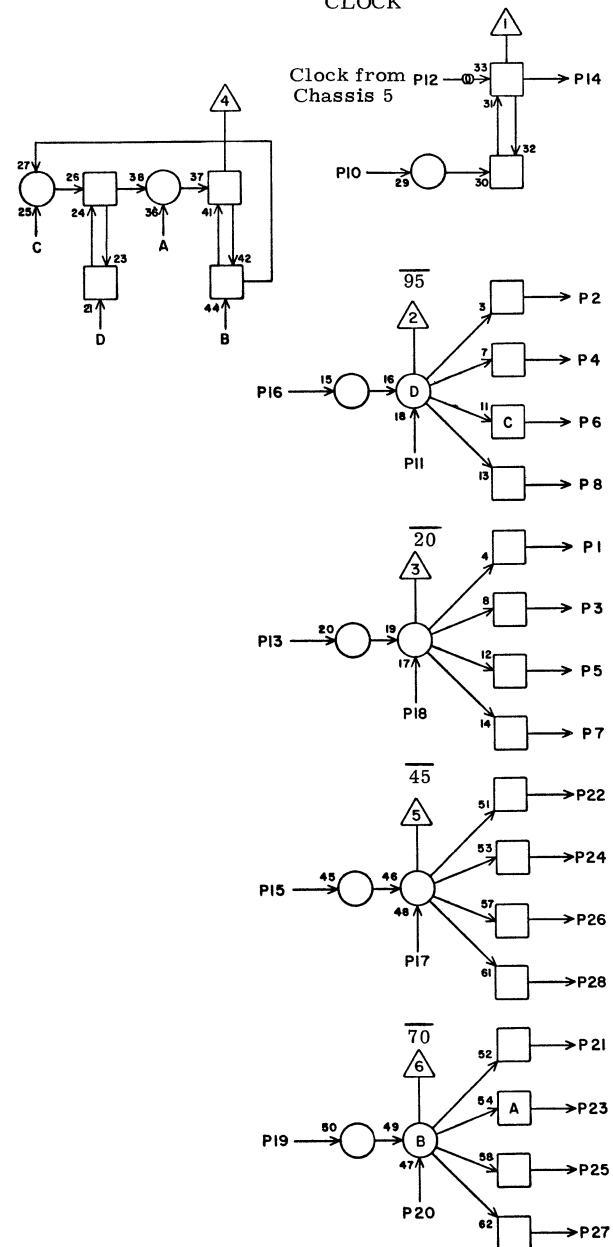 CLOCK
1
33
Clock from P12 P14
Chassis 5
31
32
P10 29 30
4
27
26 38 37
25 24 36 41
C 23 A 42
21 44
D B
95
2
3 P2
7 P4
P16 15 16 D
18
11 C P6
P11
13 P8
20
3
4 P1
8 P3
P13 20 19
17
12 P5
P18
14 P7
45
5
51 P22
53 P24
P15 45 46
48
57 P26
P17
61 P28
70
6
52 P21
54 A P23
P19 50 49 B
47
58 P25
P20
62 P27